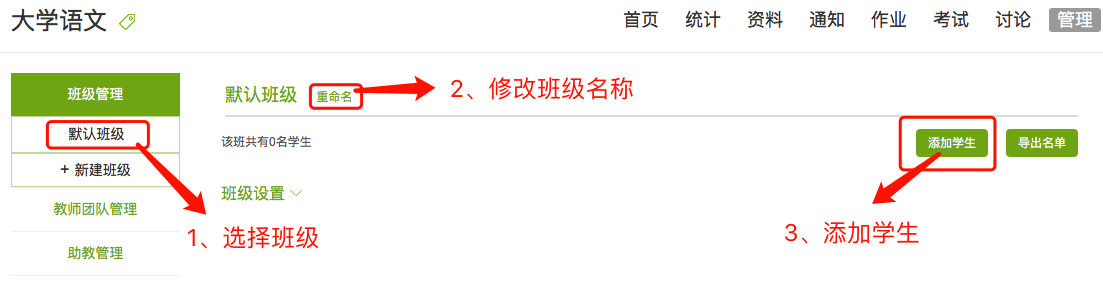 大学语文
首页 统计 资料 通知 作业 考试 讨论 管理
班级管理
默认班级
+ 新建班级
教师团队管理
助教管理
默认班级 重命名
2、修改班级名称
该班共有0名学生
添加学生 导出名单
班级设置
1、选择班级
3、添加学生